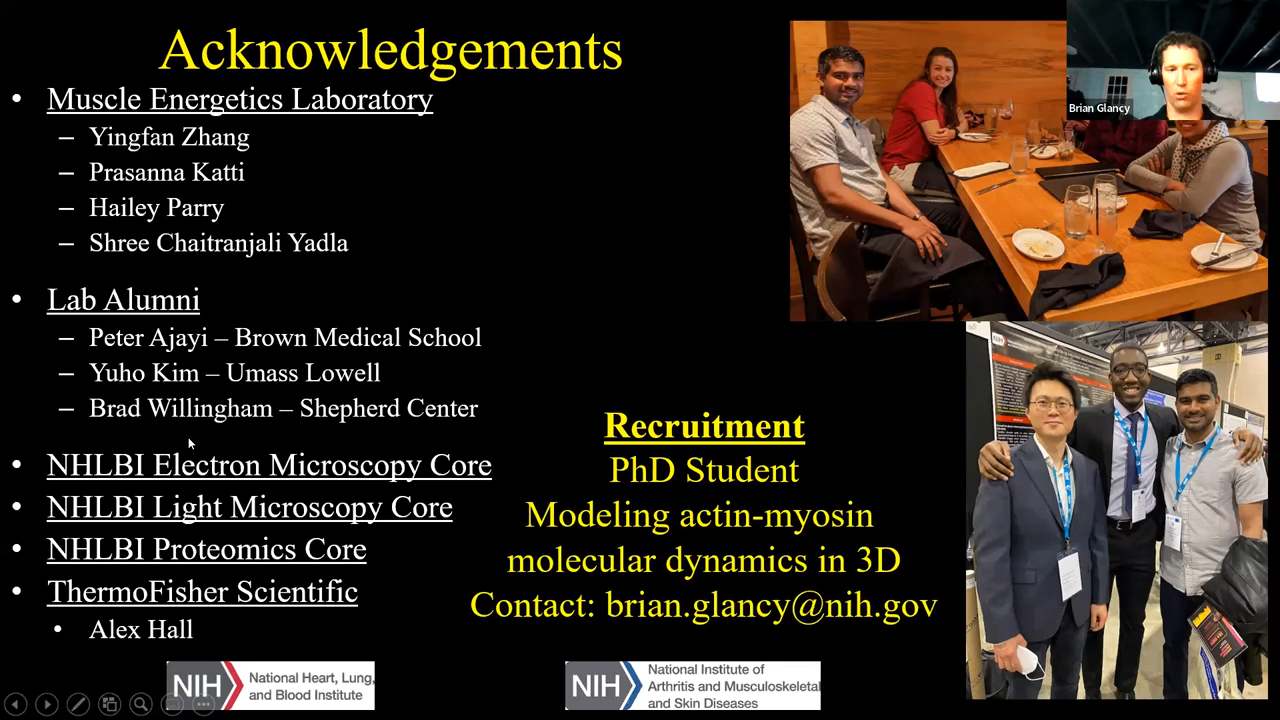 Acknowledgements
• Muscle Energetics Laboratory
– Yingfan Zhang
– Prasanna Katti
– Hailey Parry
– Shree Chaitranjali Yadla
• Lab Alumni
– Peter Ajayi – Brown Medical School
– Yuho Kim – Umass Lowell
– Brad Willingham – Shepherd Center
• NHLBI Electron Microscopy Core
• NHLBI Light Microscopy Core
• NHLBI Proteomics Core
• ThermoFisher Scientific
• Alex Hall
Recruitment
PhD Student
Modeling actin-myosin
molecular dynamics in 3D
Contact: brian.glancy@nih.gov
Brian Glancy
NIH
NIH
National Heart, Lung,
and Blood Institute
NIH
National Institute of
Arthritis and Musculoskeletal
and Skin Diseases